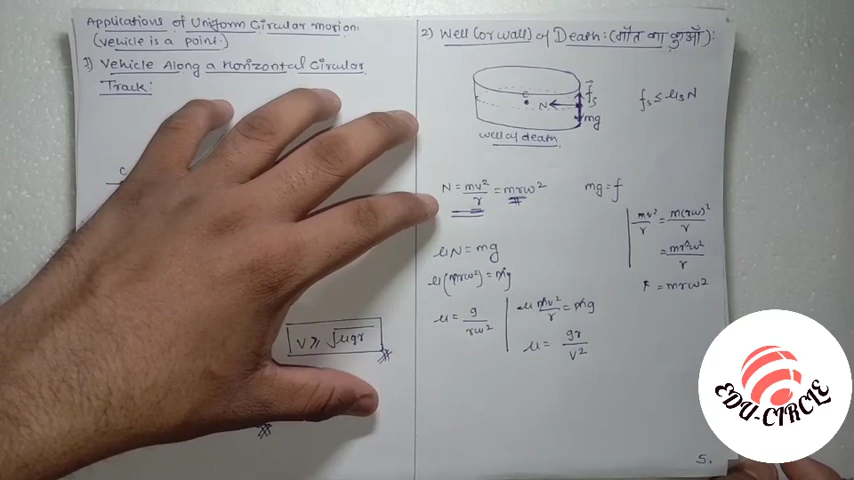 Applications of Uniform Circular motion.
(vehicle is a point.)
1) Vehicle Along a Horizontal Circular
Track:
C
V ≥ √μgr
2) Well (or wall) of Death: (मौत का कुआँ):
C
N
f⃗s
mg
fs ≤ μs N
well of death
N = mv²/r = mrω²
mg = f
mv²/r = m(rω)²/r
= mr²ω²/r
F = mrω2
μN = mg
μ(mrω²) = mg
μ = g/rω²
μ mv²/r = mg
μ = gr/v²
EDU-CIRCLE
5.